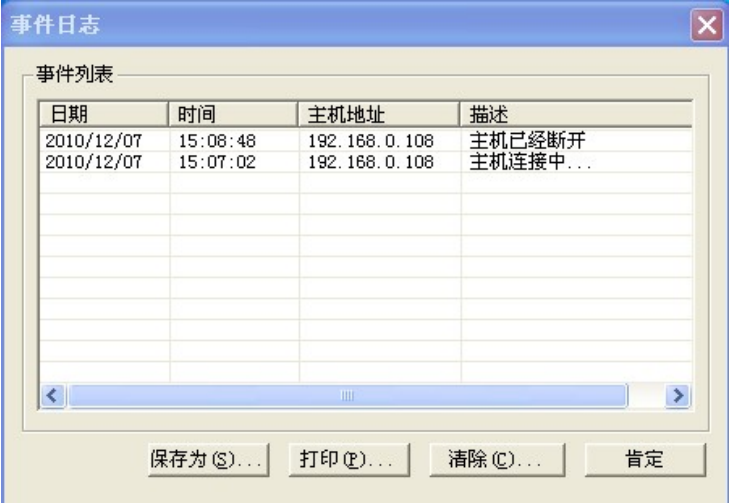 事件日志
事件列表
日期 时间 主机地址 描述
2010/12/07 15:08:48 192.168.0.108 主机已经断开
2010/12/07 15:07:02 192.168.0.108 主机连接中...
保存为(S)... 打印(P)... 清除(C)... 肯定